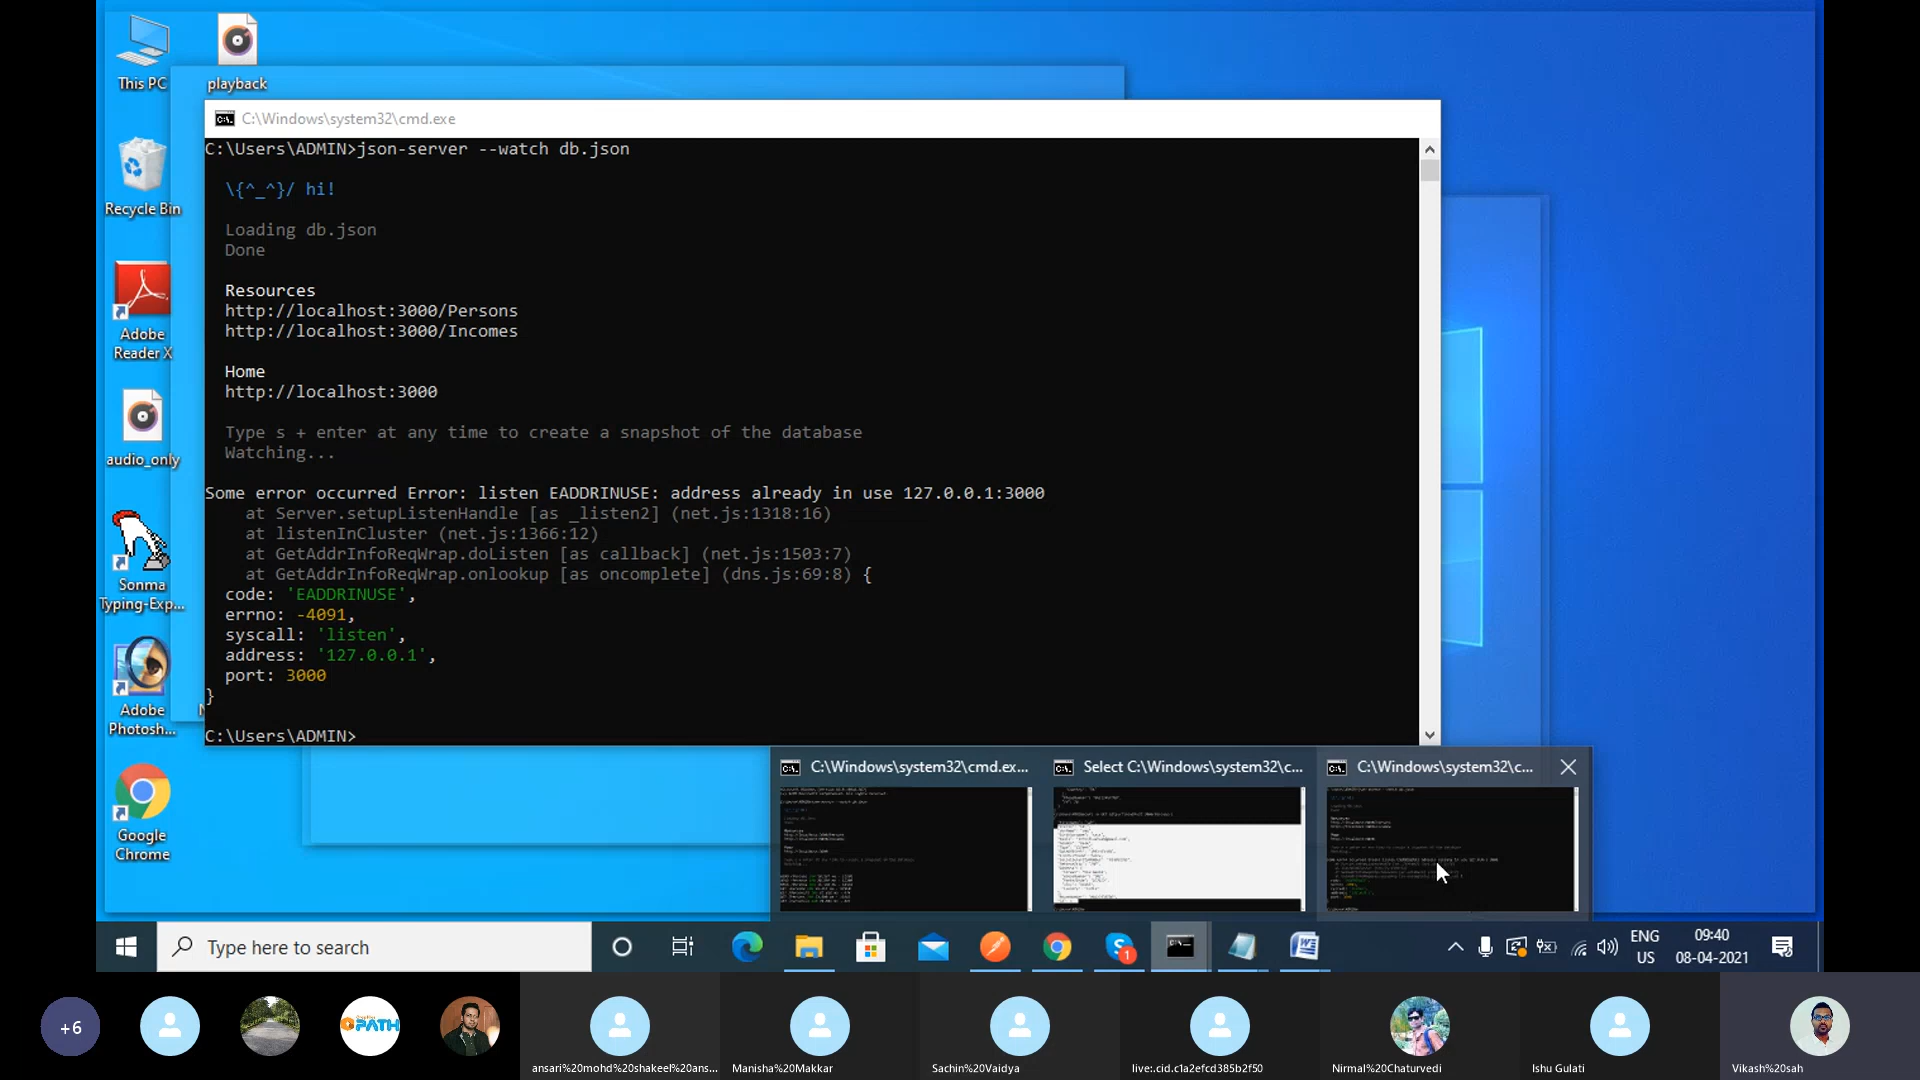 This PC
playback
C:\Windows\system32\cmd.exe
C:\Users\ADMIN>json-server --watch db.json
\{^_^}/ hi!
Loading db.json
Done
Resources
http://localhost:3000/Persons
http://localhost:3000/Incomes
Home
http://localhost:3000
Type s + enter at any time to create a snapshot of the database
Watching...
Some error occurred Error: listen EADDRINUSE: address already in use 127.0.0.1:3000
at Server.setupListenHandle [as _listen2] (net.js:1318:16)
at listenInCluster (net.js:1366:12)
at GetAddrInfoReqWrap.doListen [as callback] (net.js:1503:7)
at GetAddrInfoReqWrap.onlookup [as oncomplete] (dns.js:69:8) {
code: 'EADDRINUSE',
errno: -4091,
syscall: 'listen',
address: '127.0.0.1',
port: 3000
}
C:\Users\ADMIN>
Recycle Bin
Adobe
Reader X
audio_only
Sonma
Typing-Exp...
Adobe
Photosh...
Google
Chrome
C:\Windows\system32\cmd.ex...
Select C:\Windows\system32\c...
C:\Windows\system32\c...
Type here to search
1
ENG
US
09:40
08-04-2021
+6
PATH
ansari%20mohd%20shakeel%20ans...
Manisha%20Makkar
Sachin%20Vaidya
live:.cid.c1a2efcd385b2f50
Nirmal%20Chaturvedi
Ishu Gulati
Vikash%20sah